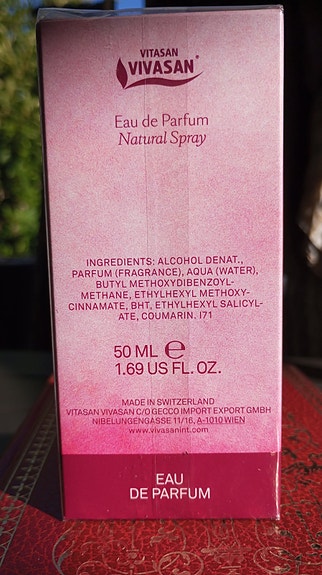 VITASAN
VIVASAN®
Eau de Parfum
Natural Spray
INGREDIENTS: ALCOHOL DENAT.,
PARFUM (FRAGRANCE), AQUA (WATER),
BUTYL METHOXYDIBENZOYL-
METHANE, ETHYLHEXYL METHOXY-
CINNAMATE, BHT, ETHYLHEXYL SALICYL-
ATE, COUMARIN. I71
50 ML ℮
1.69 US FL. OZ.
MADE IN SWITZERLAND
VITASAN VIVASAN C/O GECCO IMPORT EXPORT GMBH
NIBELUNGENGASSE 11/16, A-1010 WIEN
www.vivasanint.com
EAU
DE PARFUM